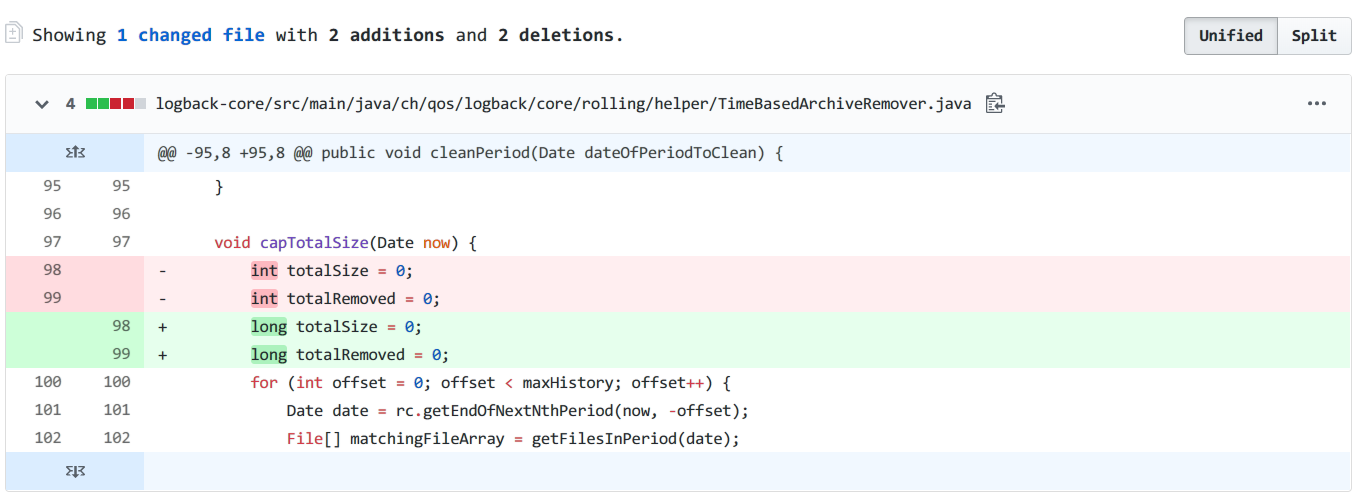 Showing 1 changed file with 2 additions and 2 deletions.
Unified Split
4 logback-core/src/main/java/ch/qos/logback/core/rolling/helper/TimeBasedArchiveRemover.java
@@ -95,8 +95,8 @@ public void cleanPeriod(Date dateOfPeriodToClean) {
95 95 }
96 96
97 97 void capTotalSize(Date now) {
98 - int totalSize = 0;
99 - int totalRemoved = 0;
98 + long totalSize = 0;
99 + long totalRemoved = 0;
100 100 for (int offset = 0; offset < maxHistory; offset++) {
101 101 Date date = rc.getEndOfNextNthPeriod(now, -offset);
102 102 File[] matchingFileArray = getFilesInPeriod(date);